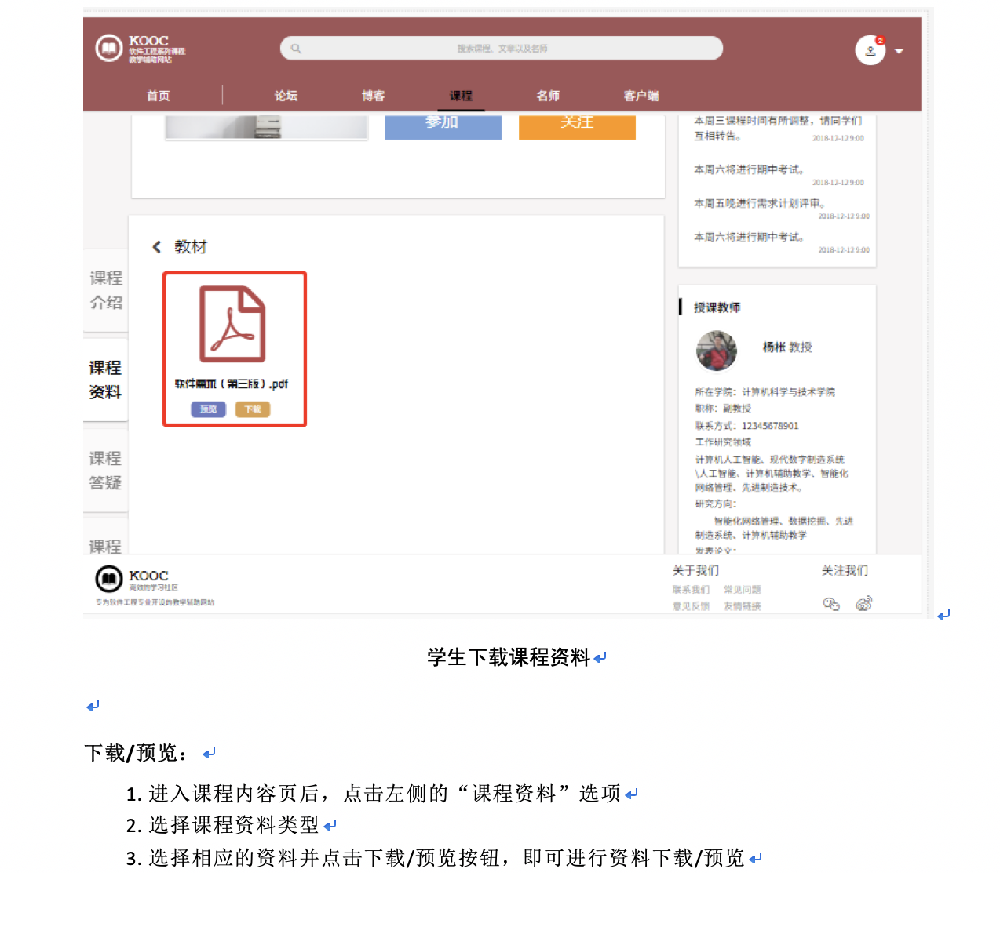 KOOC
软件工程系列课程
教学辅助网站
搜索课程、文章以及名师
2
首页
论坛
博客
课程
名师
客户端
参加
关注
本周三课程时间有所调整，请同学们
互相转告。
2018-12-12 9:00
本周六将进行期中考试。
2018-12-12 9:00
本周五晚进行需求计划评审。
2018-12-12 9:00
本周六将进行期中考试。
2018-12-12 9:00
教材
软件需求（第三版）.pdf
预览
下载
课程
介绍
课程
资料
课程
答疑
课程
授课教师
杨枨 教授
所在学院：计算机科学与技术学院
职称：副教授
联系方式：12345678901
工作研究领域
计算机人工智能、现代数字制造系统
\人工智能、计算机辅助教学、智能化
网络管理、先进制造技术。
研究方向：
智能化网络管理、数据挖掘、先进
制造系统、计算机辅助教学
发表论文：
KOOC
高效的学习社区
专为软件工程专业开设的教学辅助网站
关于我们
联系我们 常见问题
意见反馈 友情链接
关注我们
学生下载课程资料
下载/预览：
1. 进入课程内容页后，点击左侧的“课程资料”选项
2. 选择课程资料类型
3. 选择相应的资料并点击下载/预览按钮，即可进行资料下载/预览